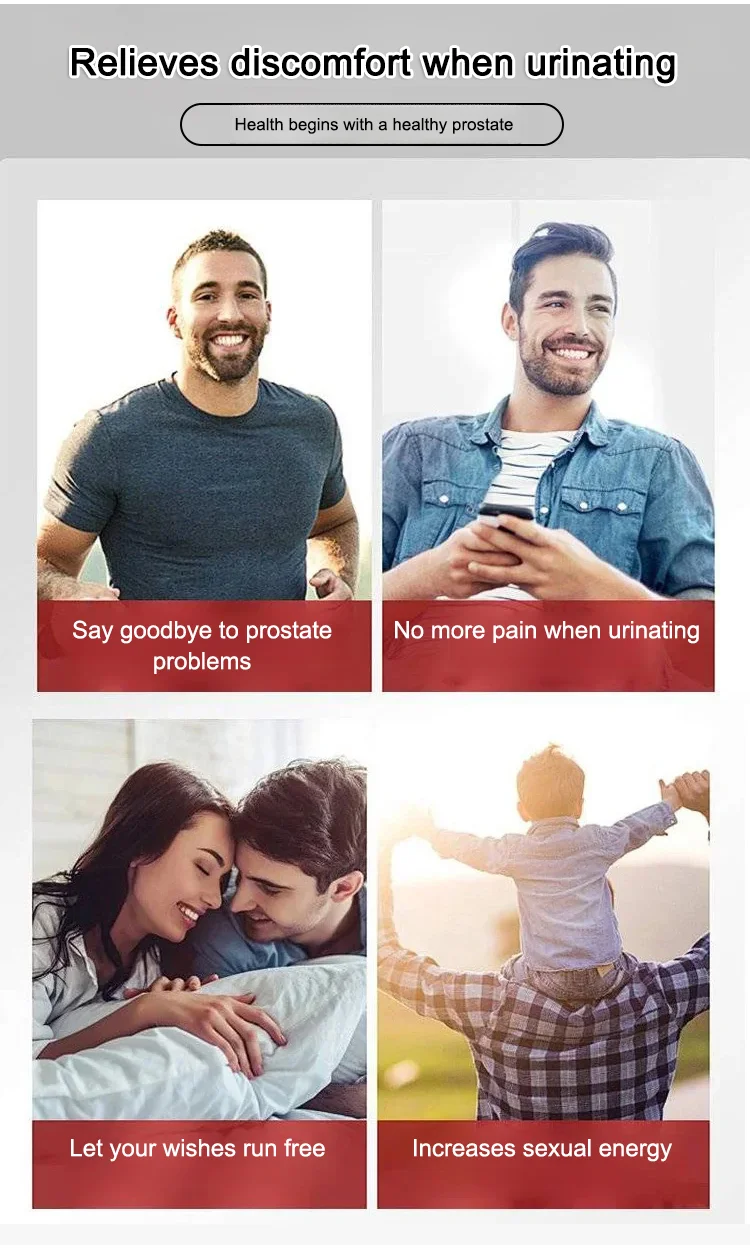 Relieves discomfort when urinating
Health begins with a healthy prostate
Say goodbye to prostate
problems
No more pain when urinating
Let your wishes run free
Increases sexual energy